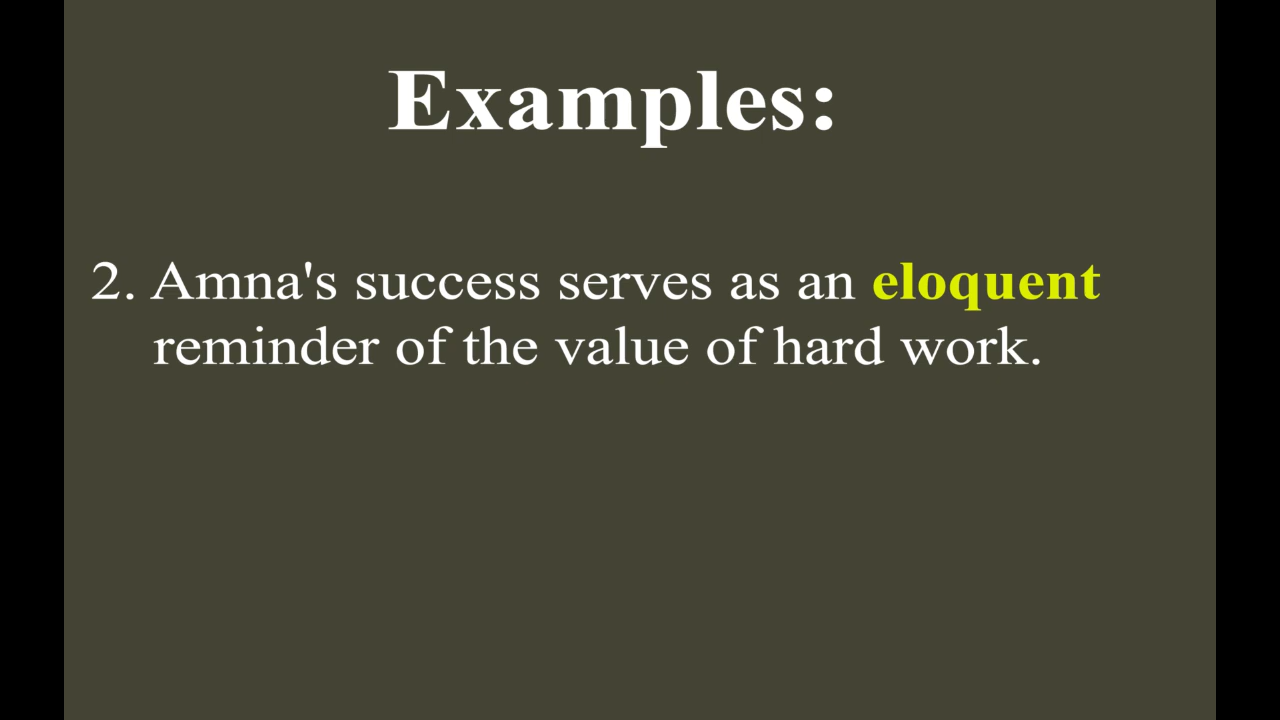 Examples:
2. Amna's success serves as an eloquent
reminder of the value of hard work.